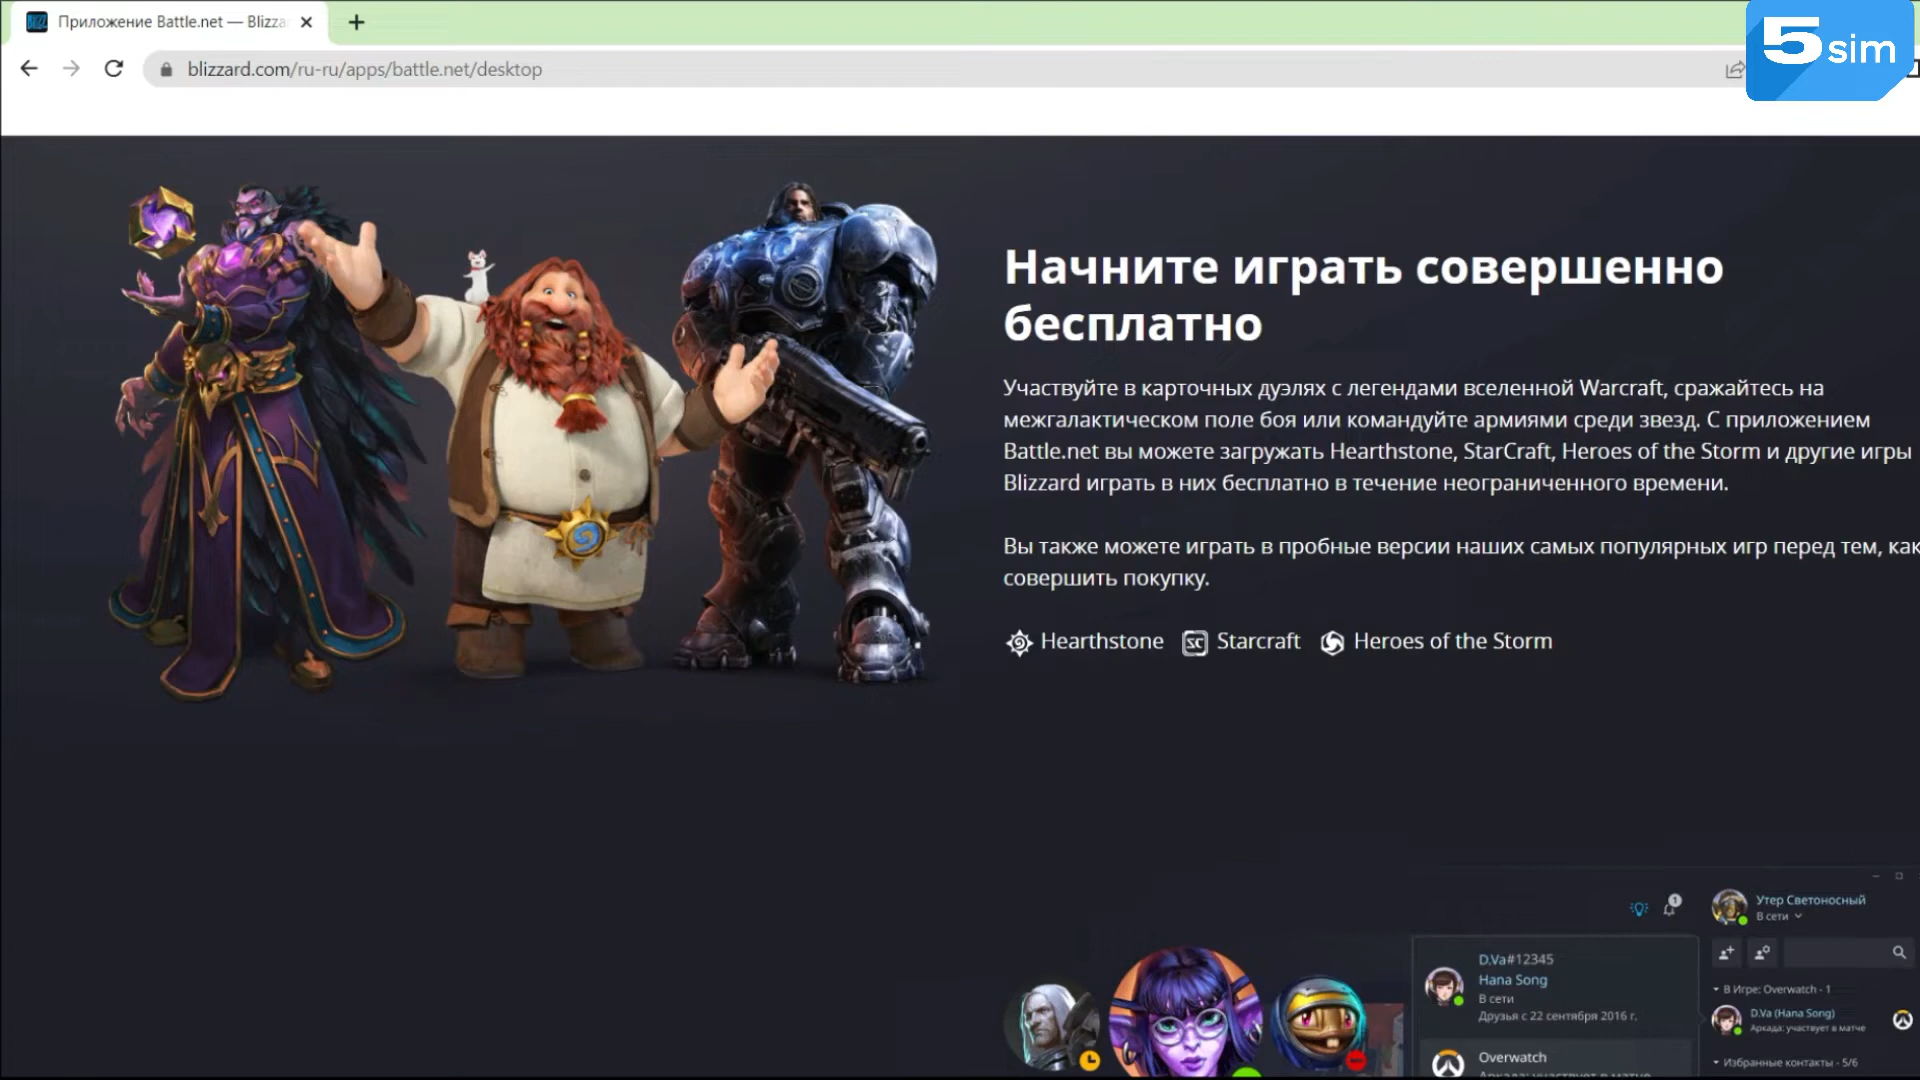 Приложение Battle.net — Blizza
5sim
blizzard.com/ru-ru/apps/battle.net/desktop
Начните играть совершенно
бесплатно
Участвуйте в карточных дуэлях с легендами вселенной Warcraft, сражайтесь на
межгалактическом поле боя или командуйте армиями среди звезд. С приложением
Battle.net вы можете загружать Hearthstone, StarCraft, Heroes of the Storm и другие игры
Blizzard играть в них бесплатно в течение неограниченного времени.
Вы также можете играть в пробные версии наших самых популярных игр перед тем, как
совершить покупку.
Hearthstone SC Starcraft Heroes of the Storm
1
Утер Светоносный
В сети
D.Va#12345
Hana Song
В сети
Друзья с 22 сентября 2016 г.
Overwatch
Аркада: участвует в матче
В Игре: Overwatch - 1
D.Va (Hana Song)
Аркада: участвует в матче
Избранные контакты - 5/6